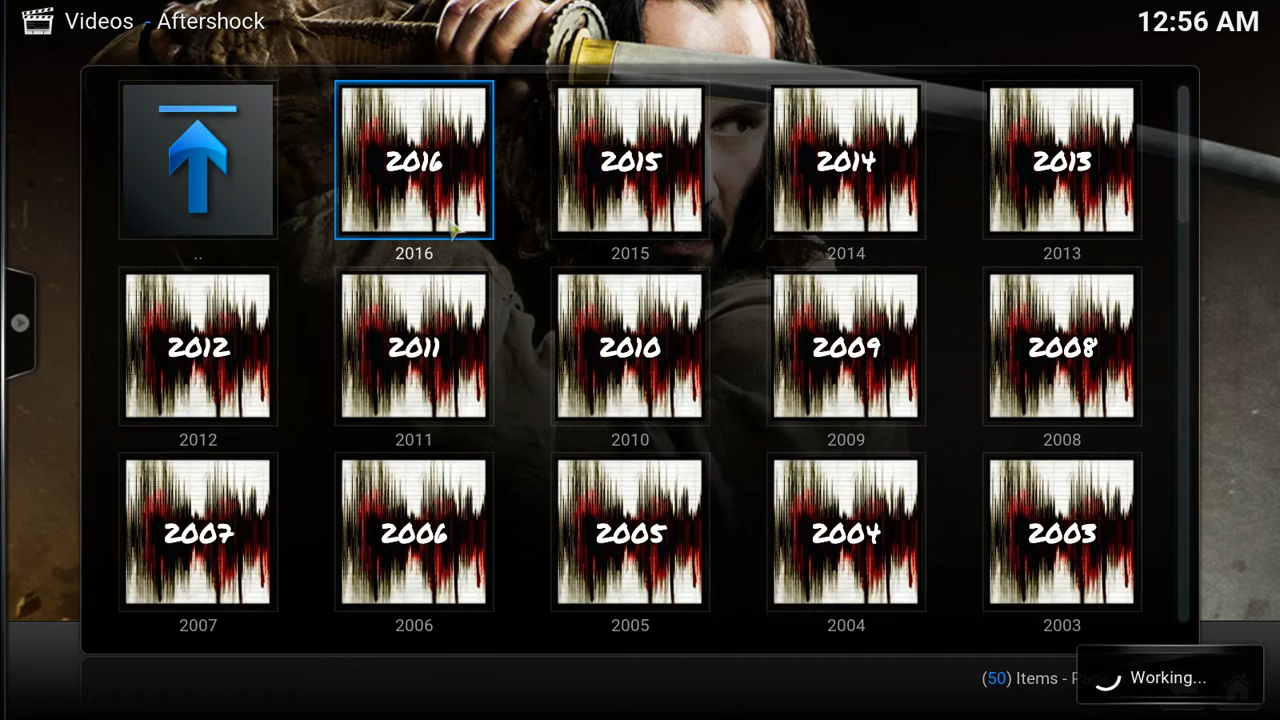 Videos - Aftershock
12:56 AM
2016 2015 2014 2013
.. 2016 2015 2014 2013
2012 2011 2010 2009 2008
2012 2011 2010 2009 2008
2007 2006 2005 2004 2003
2007 2006 2005 2004 2003
(50) Items -
Working...